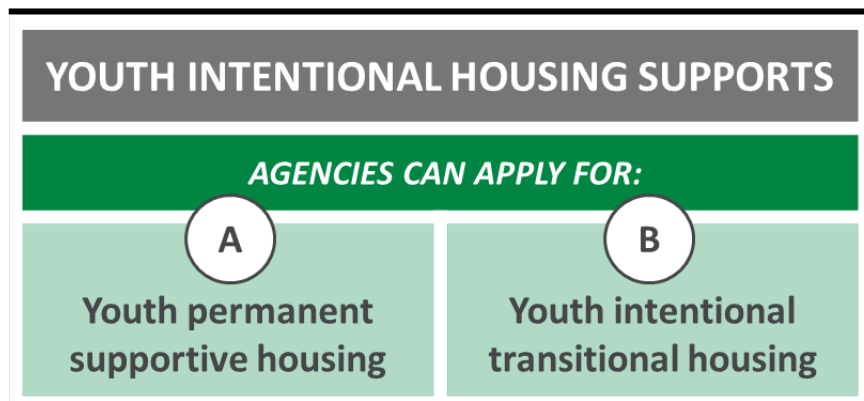 YOUTH INTENTIONAL HOUSING SUPPORTS
AGENCIES CAN APPLY FOR:
A
Youth permanent
supportive housing
B
Youth intentional
transitional housing